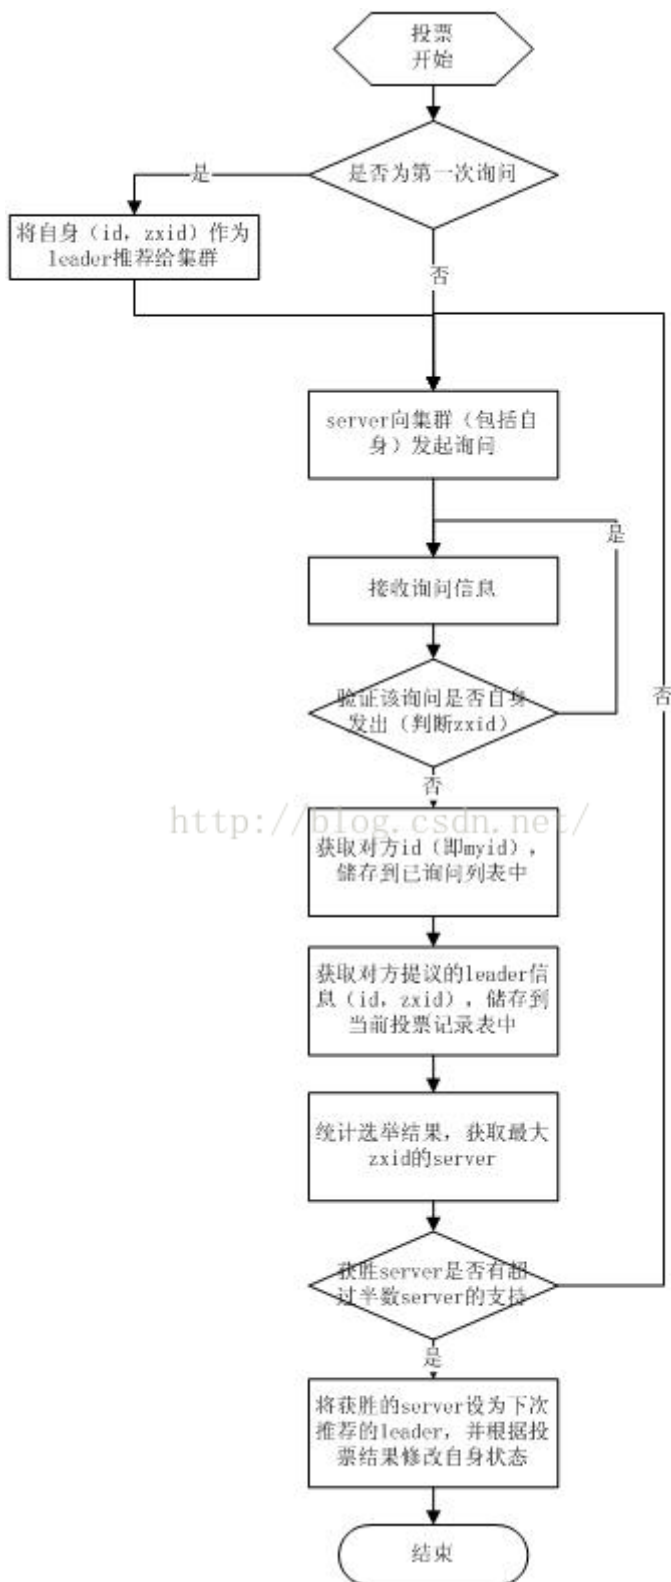 投票
开始
是否为第一次询问
是
将自身（id，zxid）作为
leader推荐给集群
否
server向集群（包括自
身）发起询问
是
接收询问信息
验证该询问是否自身
发出（判断zxid）
否
否
http://blog.csdn.net/
获取对方id（即myid），
储存到已询问列表中
获取对方提议的leader信
息（id，zxid），储存到
当前投票记录表中
统计选举结果，获取最大
zxid的server
获胜server是否有超
过半数server的支持
是
将获胜的server设为下次
推荐的leader，并根据投
票结果修改自身状态
结束